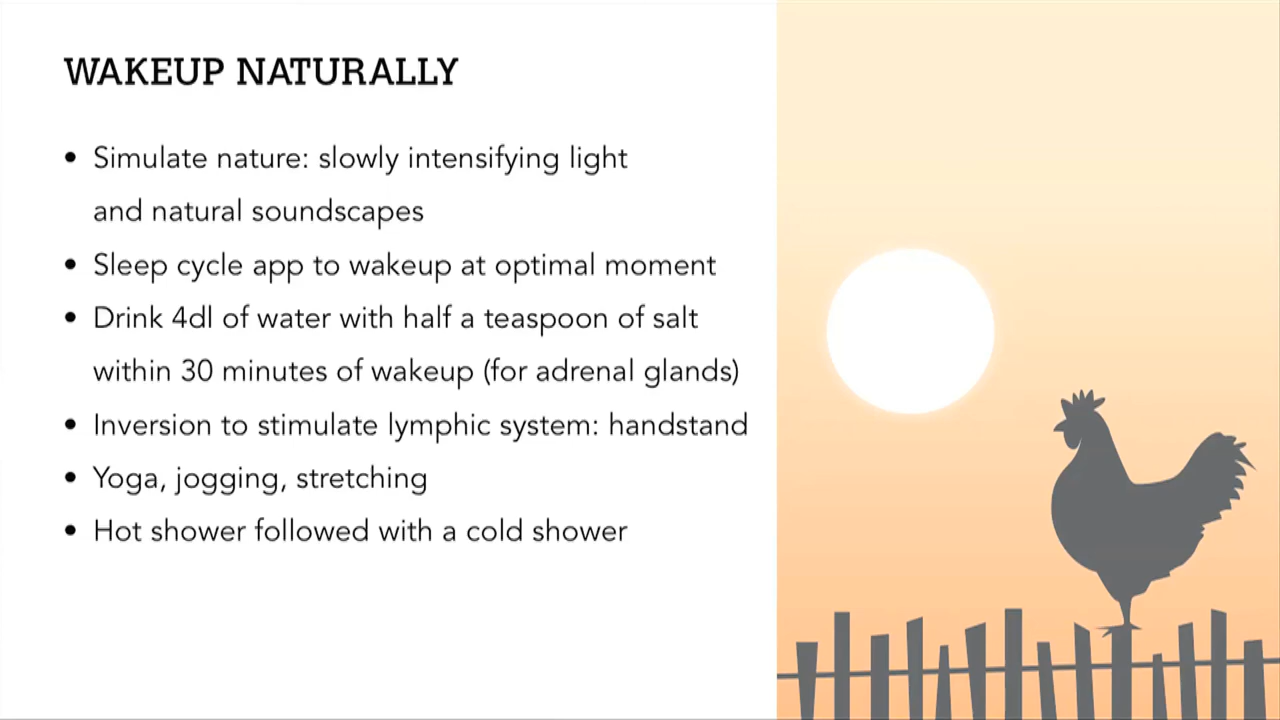 WAKEUP NATURALLY
• Simulate nature: slowly intensifying light
and natural soundscapes
• Sleep cycle app to wakeup at optimal moment
• Drink 4dl of water with half a teaspoon of salt
within 30 minutes of wakeup (for adrenal glands)
• Inversion to stimulate lymphic system: handstand
• Yoga, jogging, stretching
• Hot shower followed with a cold shower